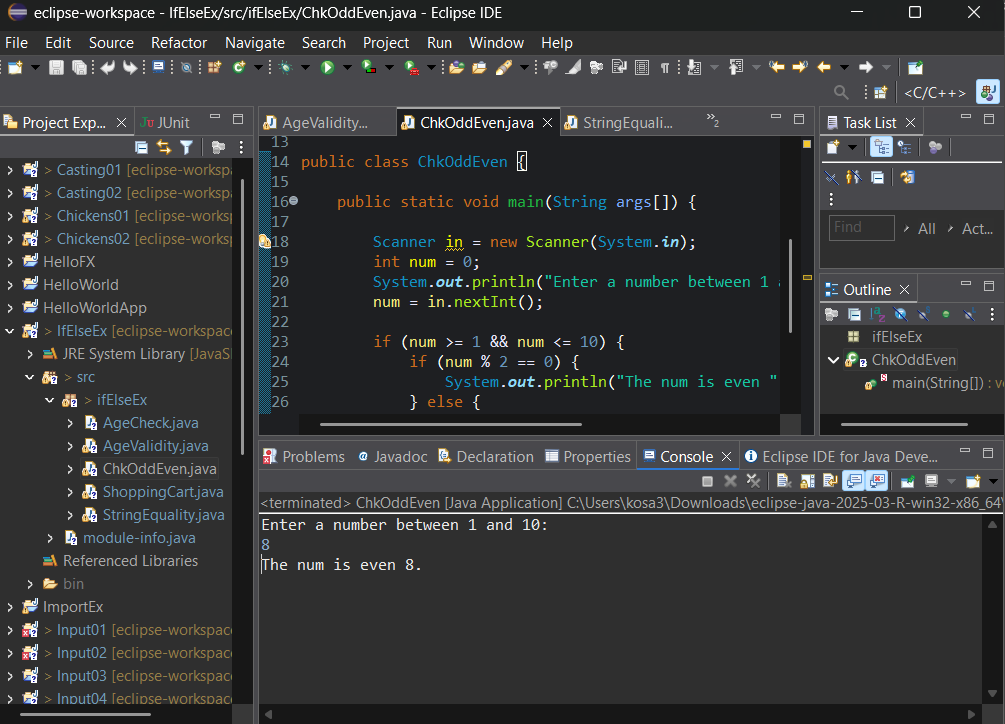 eclipse-workspace - IfElseEx/src/ifElseEx/ChkOddEven.java - Eclipse IDE
File Edit Source Refactor Navigate Search Project Run Window Help
<C/C++>
Project Exp...
JUnit
> Casting01 [eclipse-workspa
> Casting02 [eclipse-workspa
> Chickens01 [eclipse-worksp
> Chickens02 [eclipse-worksp
HelloFX
HelloWorld
HelloWorldApp
> IfElseEx [eclipse-workspace
JRE System Library [JavaS
> src
> ifElseEx
AgeCheck.java
AgeValidity.java
ChkOddEven.java
ShoppingCart.java
StringEquality.java
module-info.java
Referenced Libraries
bin
ImportEx
> Input01 [eclipse-workspac
> Input02 [eclipse-workspac
> Input03 [eclipse-workspac
> Input04 [eclipse-workspac
AgeValidity...
ChkOddEven.java
StringEquali...
2
13
14 public class ChkOddEven {
15
16 public static void main(String args[]) {
17
18 Scanner in = new Scanner(System.in);
19 int num = 0;
20 System.out.println("Enter a number between 1
21 num = in.nextInt();
22
23 if (num >= 1 && num <= 10) {
24 if (num % 2 == 0) {
25 System.out.println("The num is even "
26 } else {
Task List
Find All Act...
Outline
ifElseEx
ChkOddEven
main(String[]) : v
Problems Javadoc Declaration Properties Console Eclipse IDE for Java Deve...
<terminated> ChkOddEven [Java Application] C:\Users\kosa3\Downloads\eclipse-java-2025-03-R-win32-x86_64\
Enter a number between 1 and 10:
8
The num is even 8.